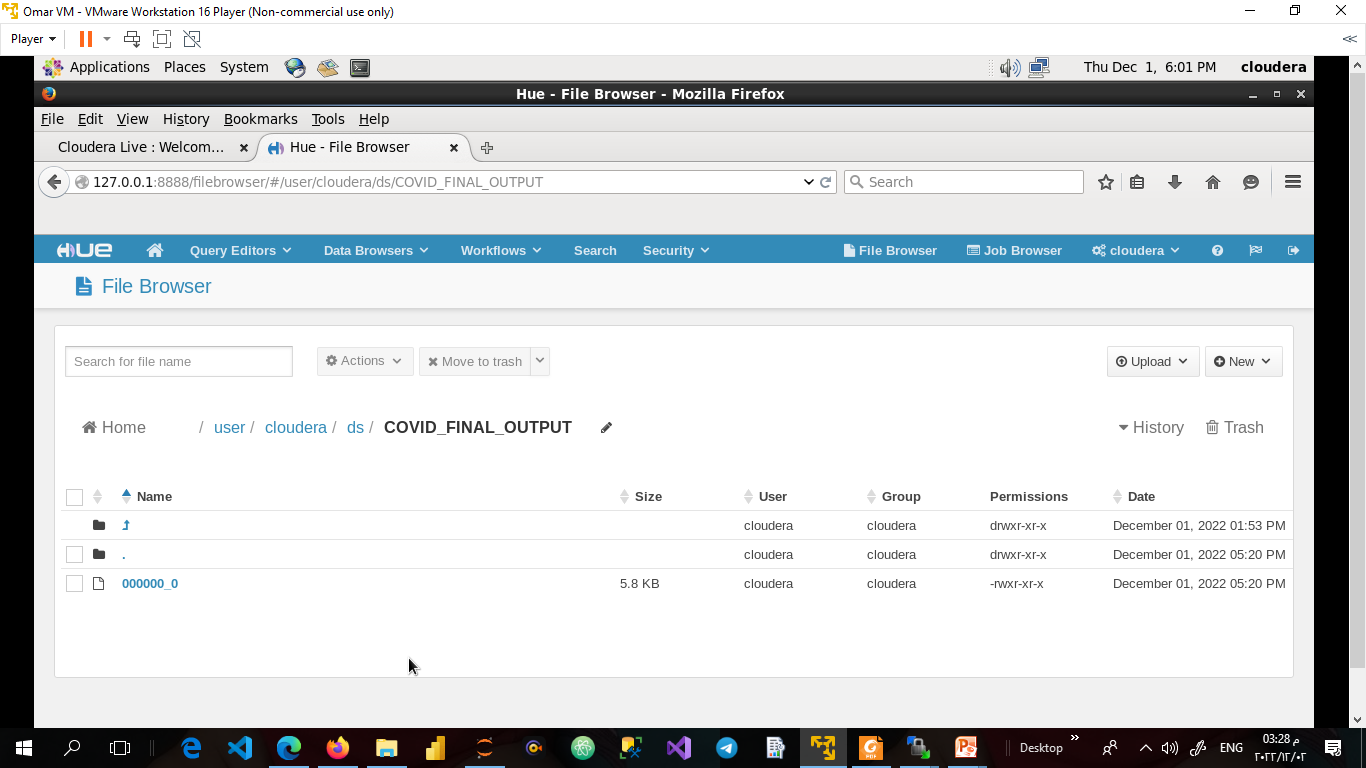 Omar VM - VMware Workstation 16 Player (Non-commercial use only)
Player
Applications Places System Thu Dec 1, 6:01 PM cloudera
Hue - File Browser - Mozilla Firefox
File Edit View History Bookmarks Tools Help
Cloudera Live : Welcom... Hue - File Browser
127.0.0.1:8888/filebrowser/#/user/cloudera/ds/COVID_FINAL_OUTPUT Search
HUE Query Editors Data Browsers Workflows Search Security File Browser Job Browser cloudera
File Browser
Search for file name Actions Move to trash Upload New
Home / user / cloudera / ds / COVID_FINAL_OUTPUT History Trash
Name Size User Group Permissions Date
cloudera cloudera drwxr-xr-x December 01, 2022 01:53 PM
. cloudera cloudera drwxr-xr-x December 01, 2022 05:20 PM
000000_0 5.8 KB cloudera cloudera -rwxr-xr-x December 01, 2022 05:20 PM
Desktop ENG 03:28 م
٢٠٢٢/١٢/٠٢